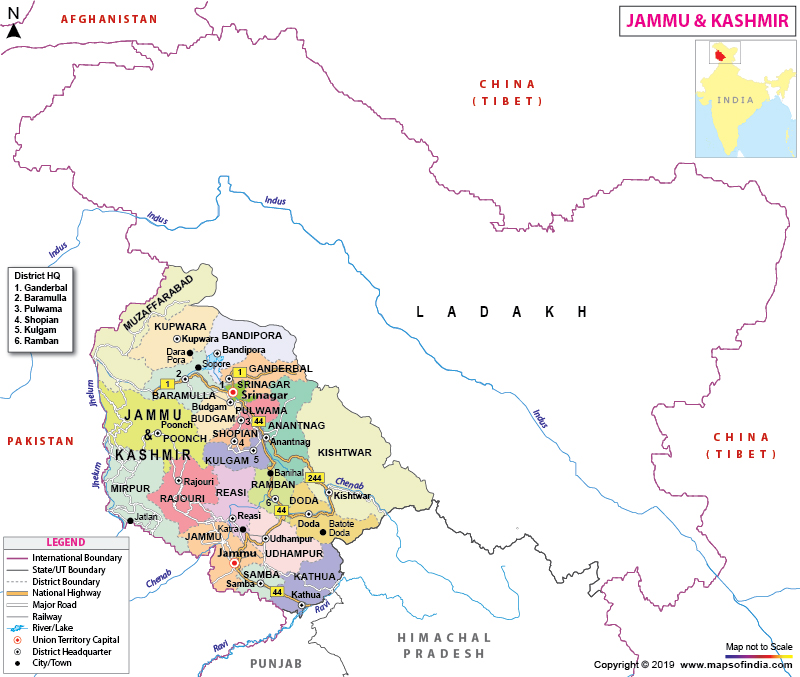 N
AFGHANISTAN
JAMMU & KASHMIR
INDIA
CHINA
(TIBET)
Indus
Indus
Indus
LADAKH
Indus
CHINA
(TIBET)
PAKISTAN
District HQ
1. Ganderbal
2. Baramulla
3. Pulwama
4. Shopian
5. Kulgam
6. Ramban
MUZAFFARABAD
KUPWARA
Kupwara
BANDIPORA
Bandipora
Dara
Pora
Sopore
GANDERBAL
1
1
2
1
BARAMULLA
SRINAGAR
Srinagar
Budgam
BUDGAM
PULWAMA
3
44
JAMMU
&
KASHMIR
Poonch
POONCH
SHOPIAN
4
ANANTNAG
Anantnag
KULGAM
5
KISHTWAR
Jhelum
Jhelum
Banihal
MIRPUR
Rajouri
RAJOURI
REASI
RAMBAN
6
244
Chenab
Kishtwar
DODA
44
Doda
Batote
Doda
Jatlan
Reasi
Katra
JAMMU
Jammu
Udhampur
UDHAMPUR
SAMBA
Samba
KATHUA
Kathua
44
Chenab
Ravi
Ravi
PUNJAB
HIMACHAL
PRADESH
LEGEND
International Boundary
State/UT Boundary
District Boundary
National Highway
Major Road
Railway
River/Lake
Union Territory Capital
District Headquarter
City/Town
Map not to Scale
Copyright © 2019 www.mapsofindia.com